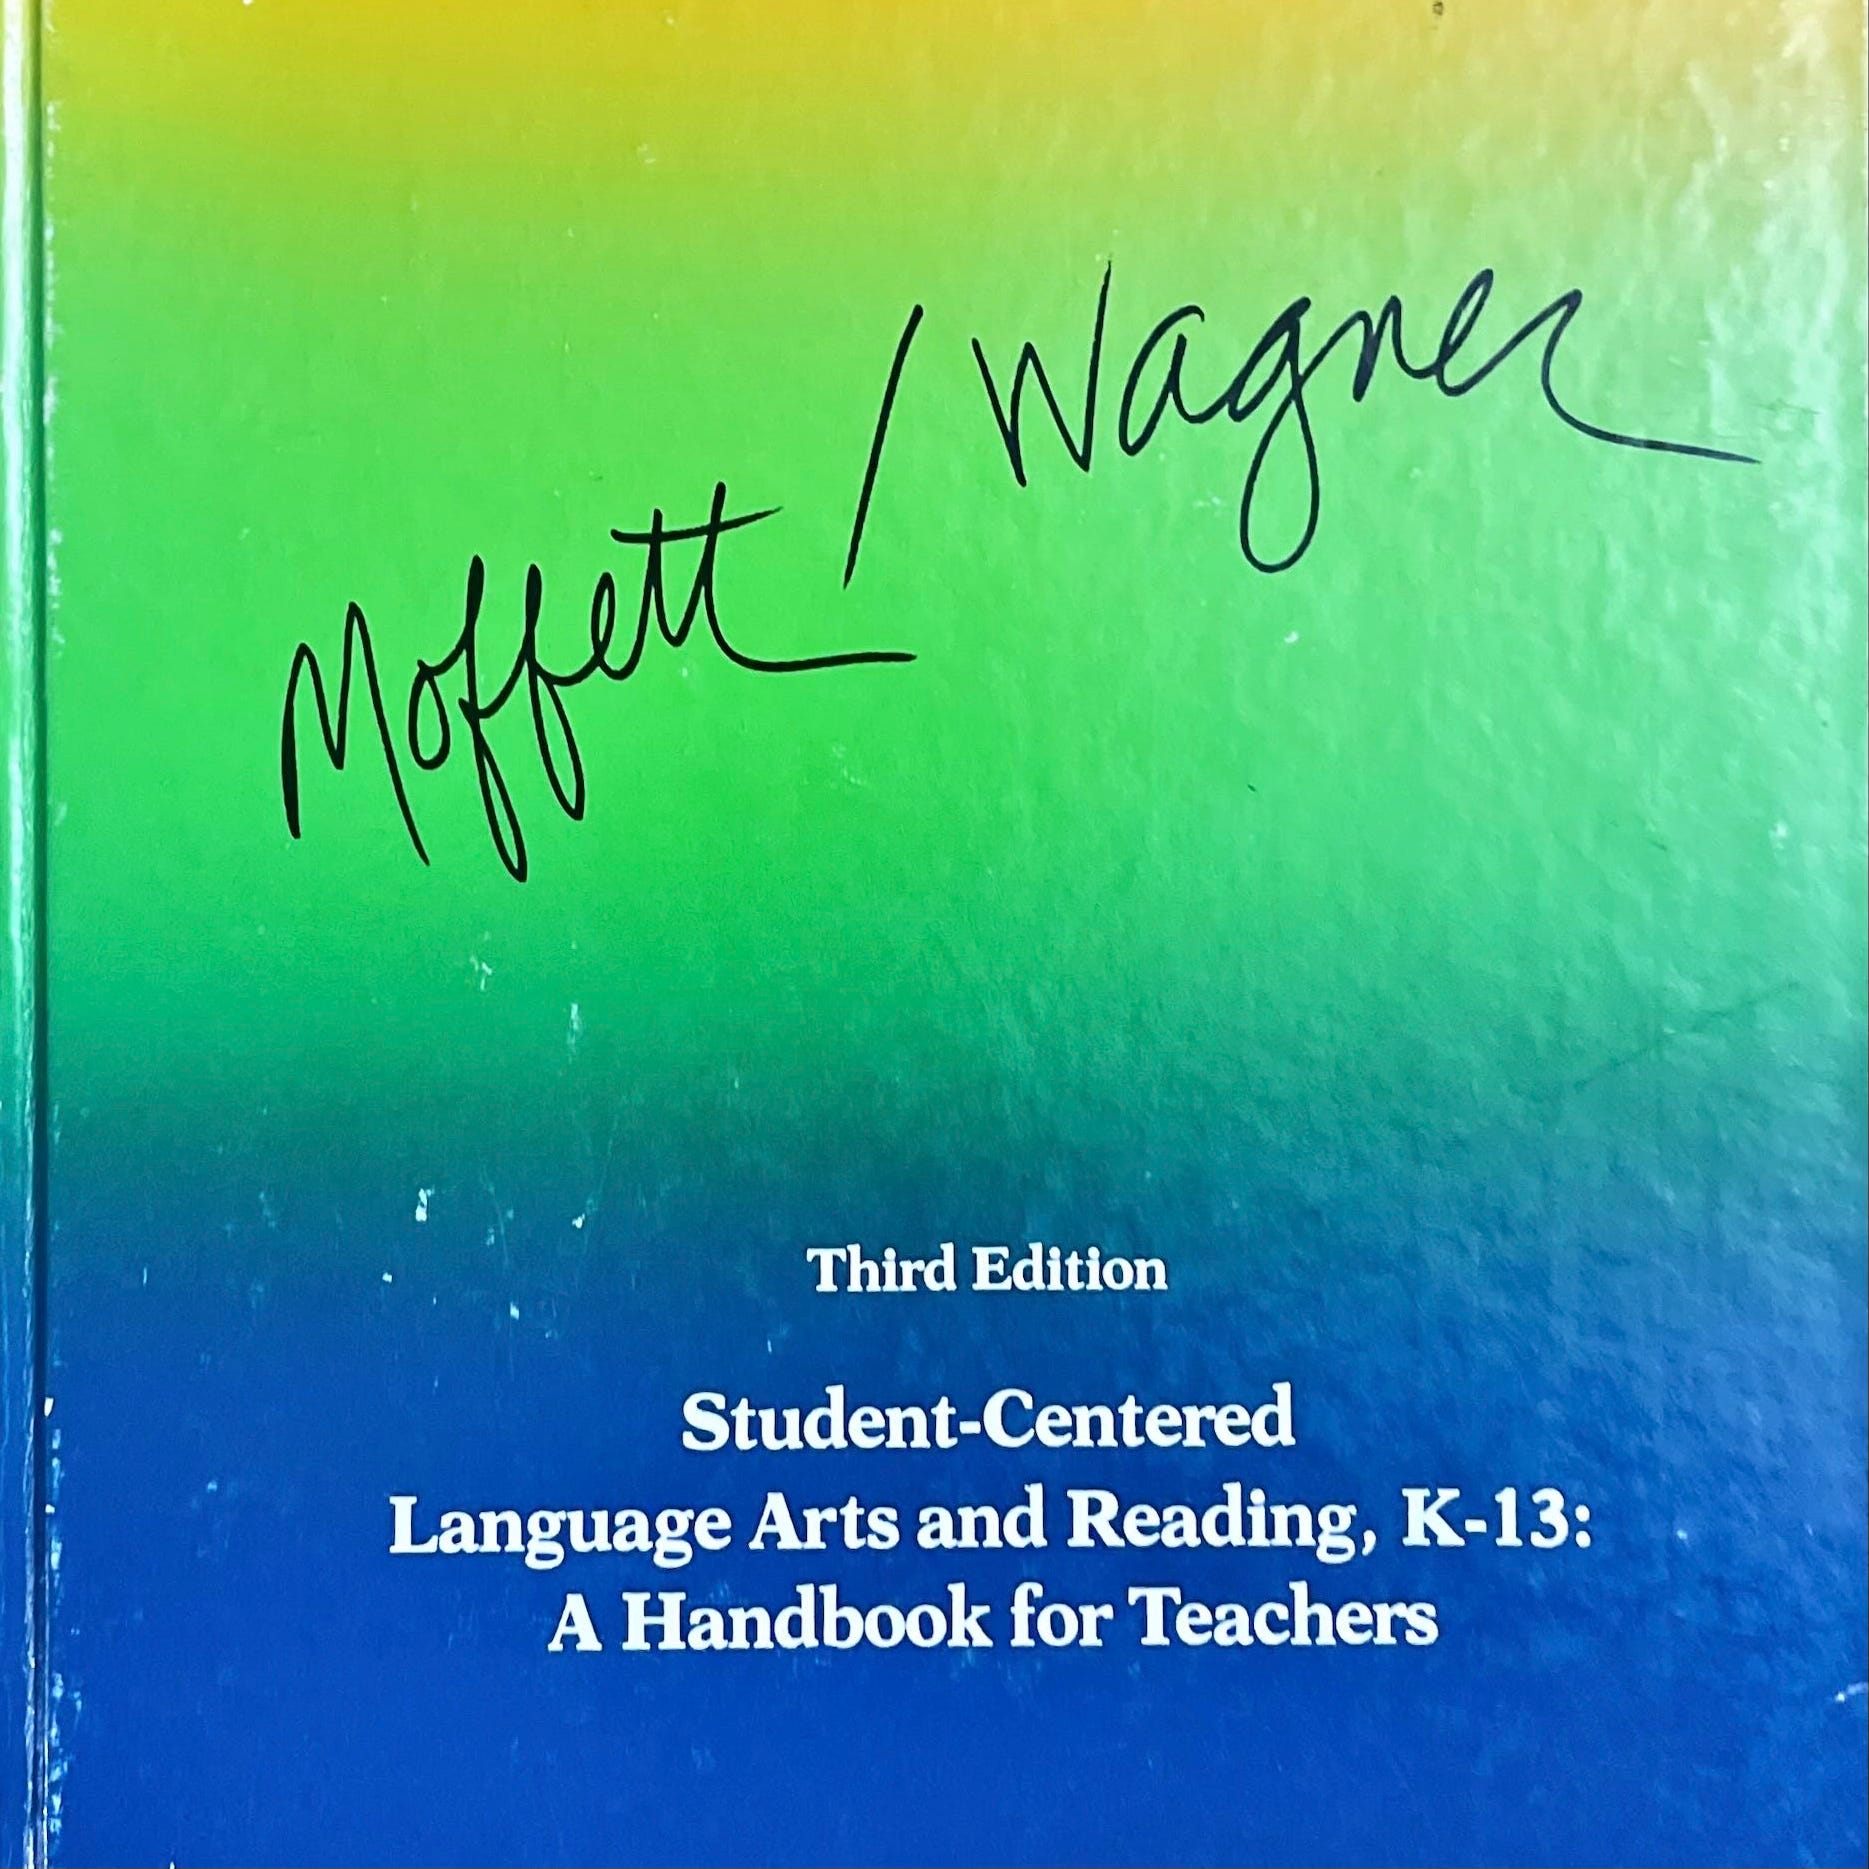 Moffett/Wagner
Third Edition
Student-Centered
Language Arts and Reading, K-13:
A Handbook for Teachers